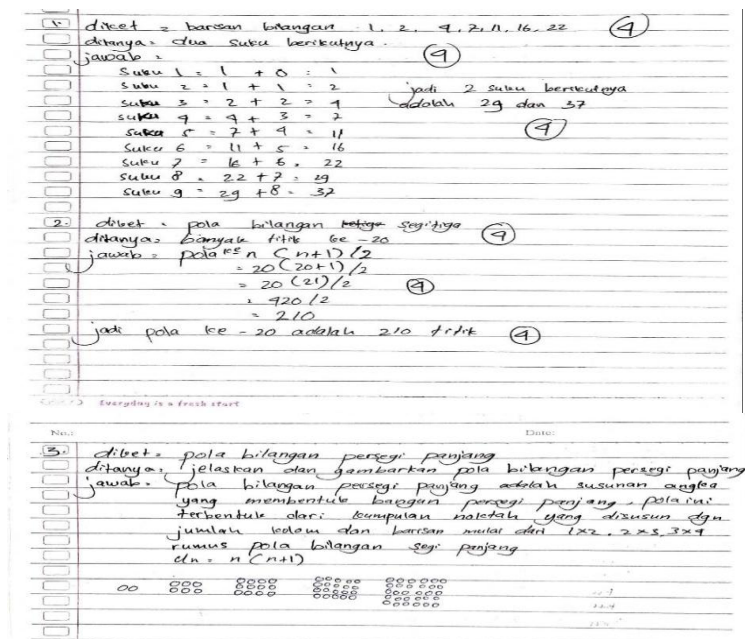 1. diket = barisan bilangan 1, 2, 4, 7, 11, 16, 22 (4)
ditanya = dua suku berikutnya.
jawab = (4)
suku 1 = 1 + 0 = 1
suku 2 = 1 + 1 = 2
suku 3 = 2 + 2 = 4
suku 4 = 4 + 3 = 7
suku 5 = 7 + 4 = 11
suku 6 = 11 + 5 = 16
suku 7 = 16 + 6 = 22
suku 8 = 22 + 7 = 29
suku 9 = 29 + 8 = 37
jadi 2 suku berikutnya
adalah 29 dan 37
(4)
2. diket = pola bilangan segitiga
ditanya = banyak titik ke - 20 (4)
jawab = pola ke n (n+1)/2
= 20 (20+1)/2
= 20 (21)/2 (4)
= 420/2
= 210
jadi pola ke - 20 adalah 210 titik (4)
Everyday is a fresh start
No.: Date:
3. diket = pola bilangan persegi panjang
ditanya = jelaskan dan gambarkan pola bilangan persegi panjang
jawab = pola bilangan persegi panjang adalah susunan angka
yang membentuk bangun persegi panjang, pola ini
terbentuk dari kumpulan noktah yang disusun dgn
jumlah kolom dan barisan mulai dari 1x2, 2x3, 3x4
rumus pola bilangan segi panjang
Un = n (n+1)